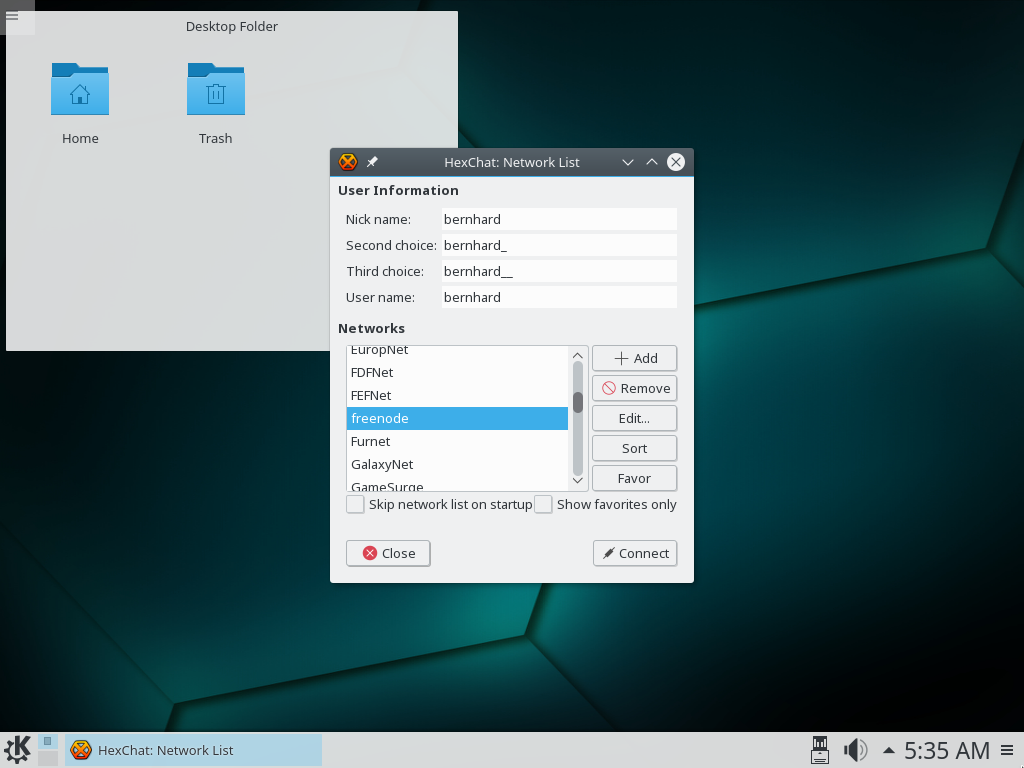 Desktop Folder
Home
Trash
HexChat: Network List
User Information
Nick name: bernhard
Second choice: bernhard_
Third choice: bernhard__
User name: bernhard
Networks
EuropNet
FDFNet
FEFNet
freenode
Furnet
GalaxyNet
GameSurge
Add
Remove
Edit...
Sort
Favor
Skip network list on startup
Show favorites only
Close
Connect
HexChat: Network List
5:35 AM